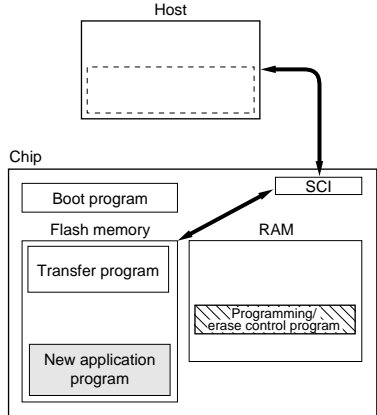 Host
Chip
SCI
Boot program
Flash memory
RAM
Transfer program
Programming/
erase control program
New application
program